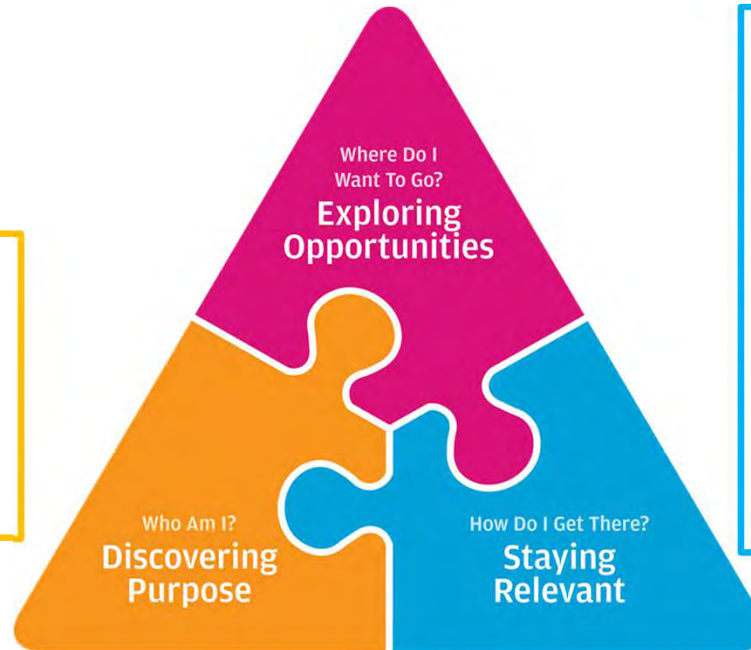 Where Do I
Want To Go?
Exploring
Opportunities
Who Am I?
Discovering
Purpose
How Do I Get There?
Staying
Relevant